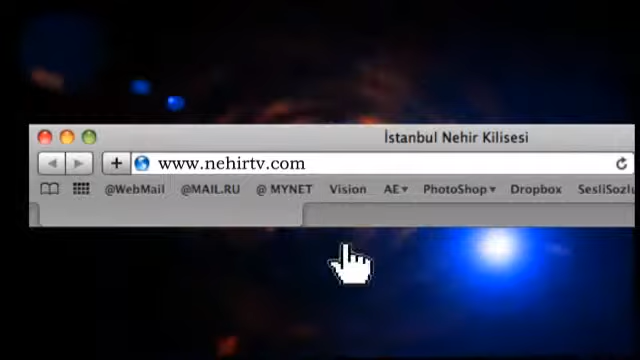 İstanbul Nehir Kilisesi
www.nehirtv.com
@WebMail @MAIL.RU @ MYNET Vision AE PhotoShop Dropbox